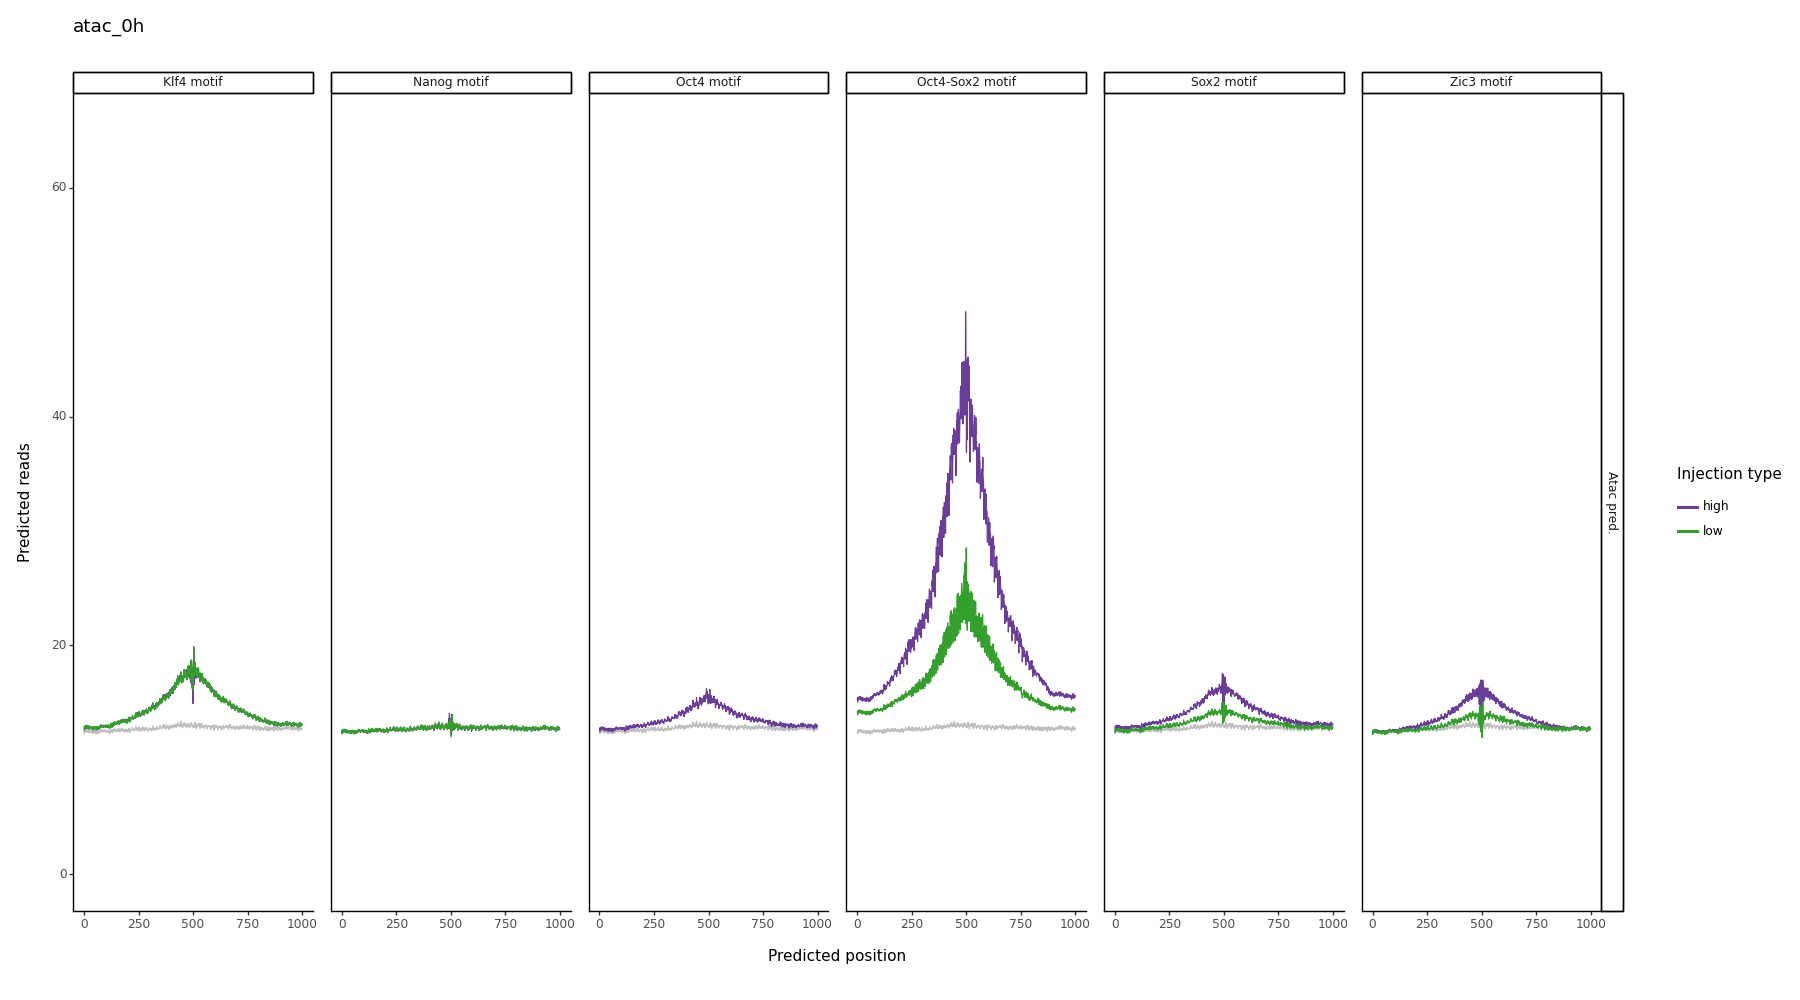 atac_0h
Klf4 motif
Nanog motif
Oct4 motif
Oct4-Sox2 motif
Sox2 motif
Zic3 motif
60
40
20
0
Predicted reads
Atac pred.
Injection type
high
low
0 250 500 750 1000
0 250 500 750 1000
0 250 500 750 1000
0 250 500 750 1000
0 250 500 750 1000
0 250 500 750 1000
Predicted position